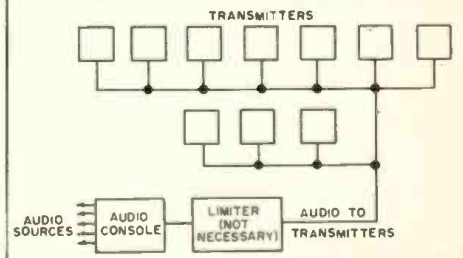 TRANSMITTERS
AUDIO SOURCES
AUDIO CONSOLE
LIMITER (NOT NECESSARY)
AUDIO TO TRANSMITTERS